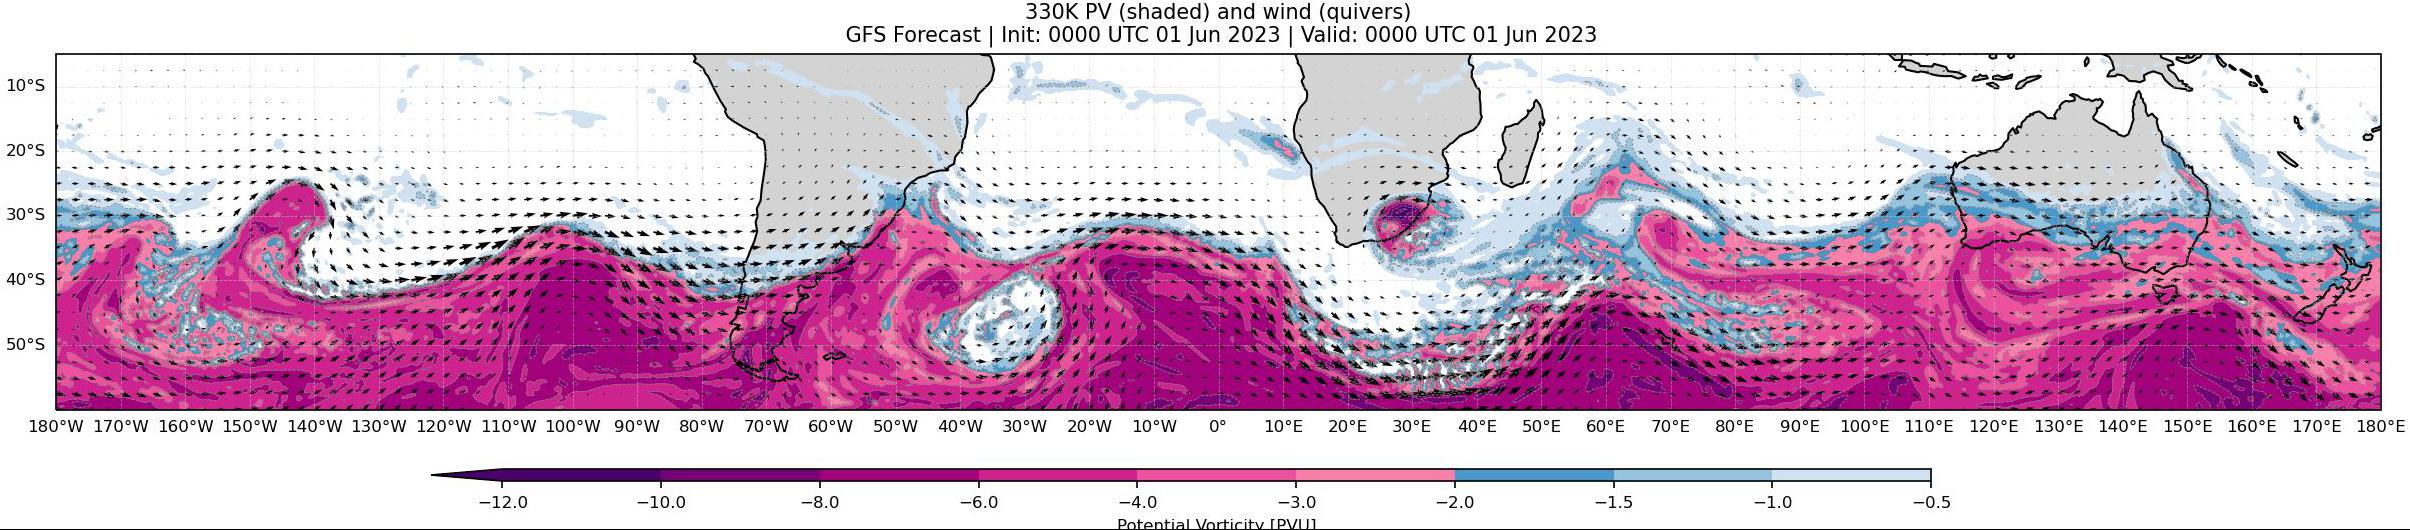 330K PV (shaded) and wind (quivers)
GFS Forecast | Init: 0000 UTC 01 Jun 2023 | Valid: 0000 UTC 01 Jun 2023
10°S
20°S
30°S
40°S
50°S
180°W 170°W 160°W 150°W 140°W 130°W 120°W 110°W 100°W 90°W 80°W 70°W 60°W 50°W 40°W 30°W 20°W 10°W 0° 10°E 20°E 30°E 40°E 50°E 60°E 70°E 80°E 90°E 100°E 110°E 120°E 130°E 140°E 150°E 160°E 170°E 180°E
−12.0 −10.0 −8.0 −6.0 −4.0 −3.0 −2.0 −1.5 −1.0 −0.5
Potential Vorticity [PVU]